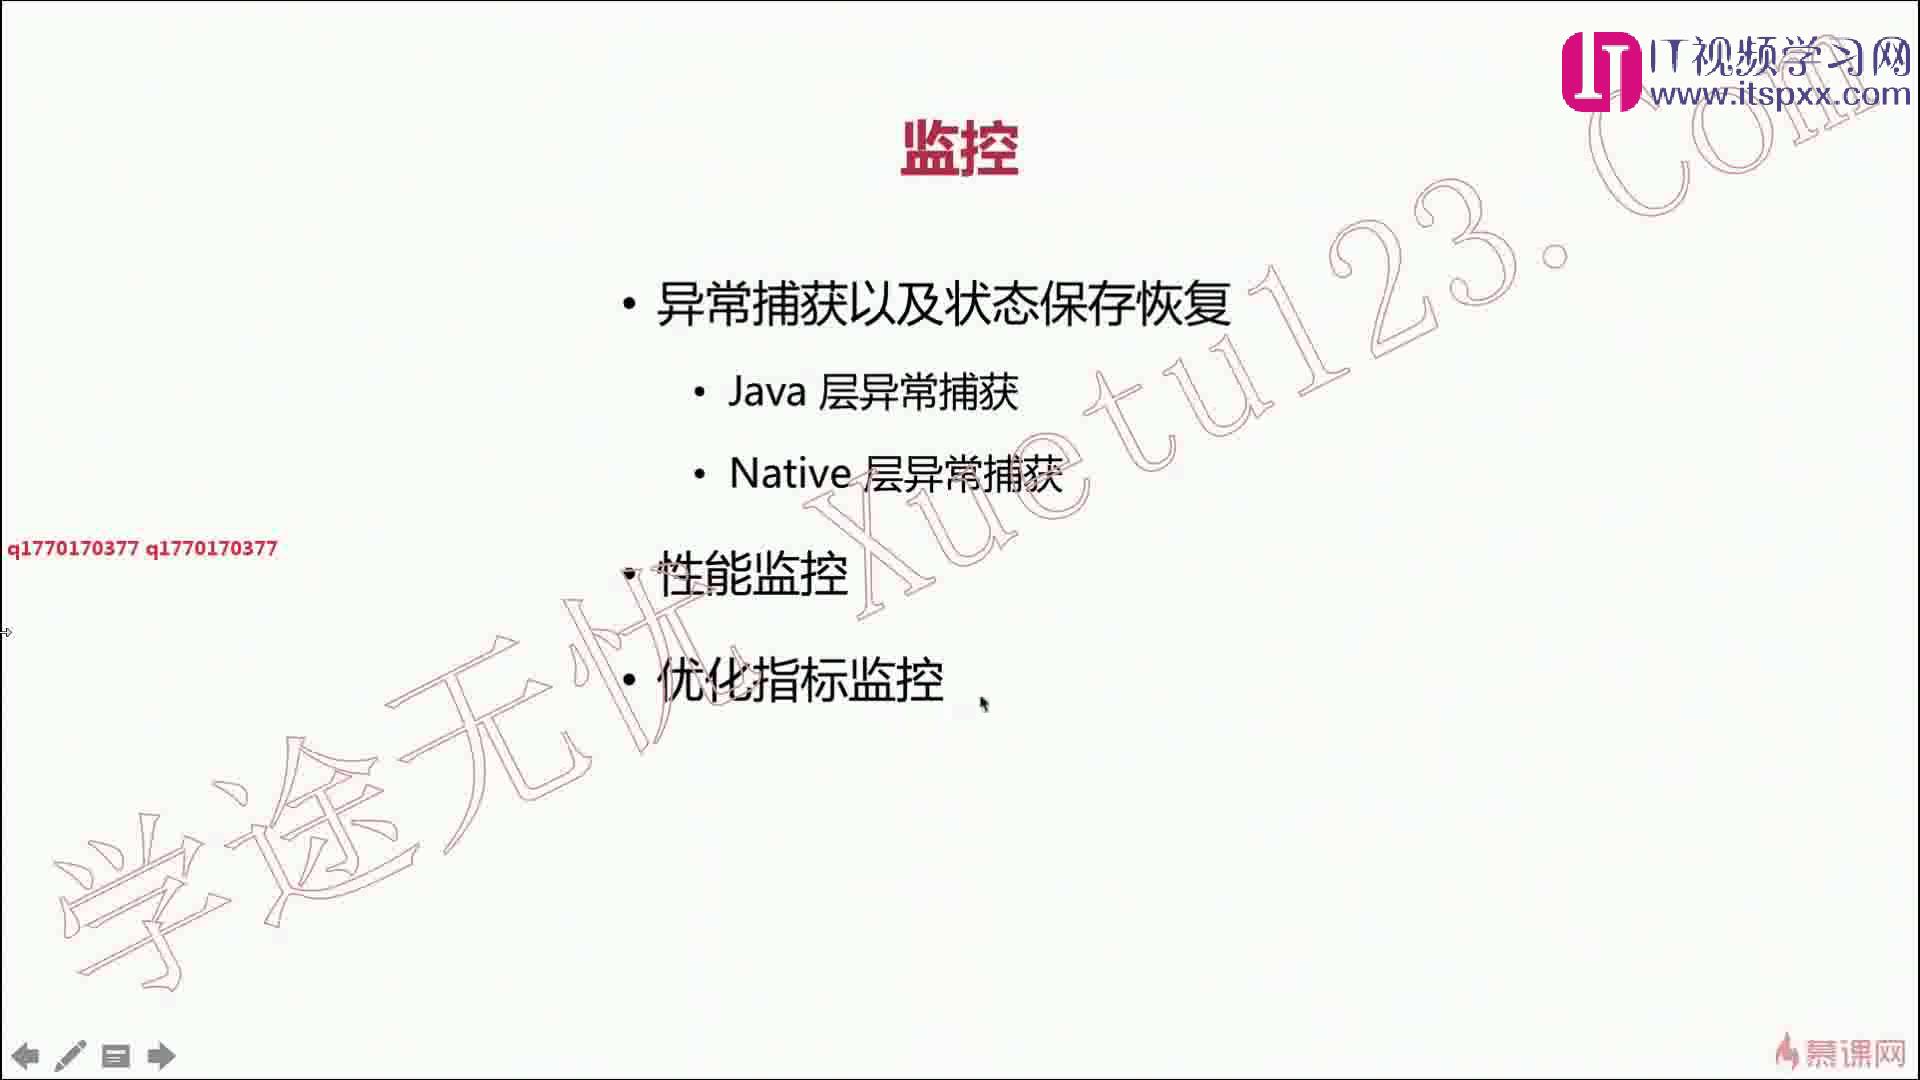 IT视频学习网
www.itspxx.com
监控
• 异常捕获以及状态保存恢复
• Java 层异常捕获
• Native 层异常捕获
q1770170377 q1770170377
• 性能监控
• 优化指标监控
学途无忧 Xuetu123.Com
慕课网